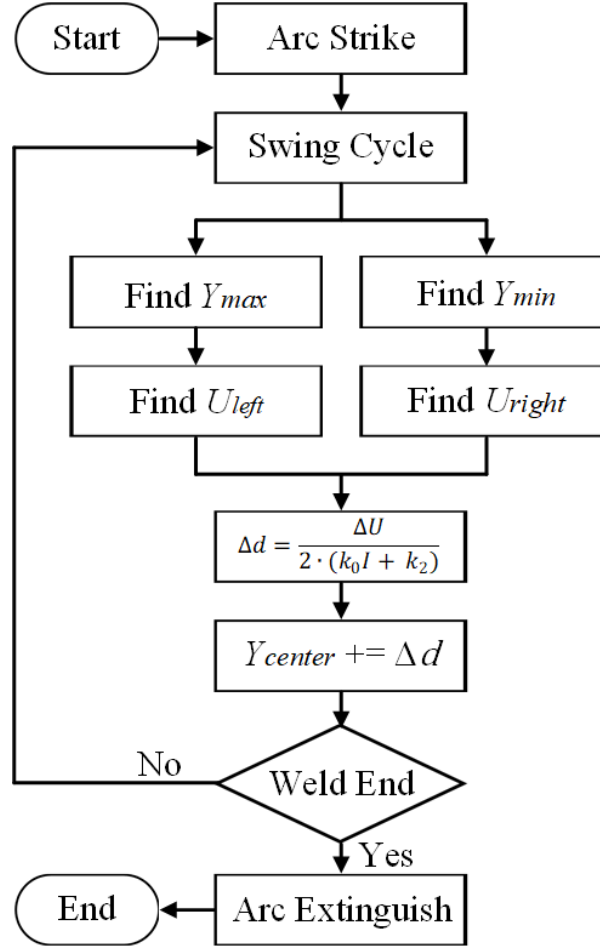 Start
Arc Strike
Swing Cycle
Find Ymax
Find Ymin
Find Uleft
Find Uright
Δd = ΔU / 2 · (k0I + k2)
Ycenter += Δd
No
Weld End
Yes
End
Arc Extinguish